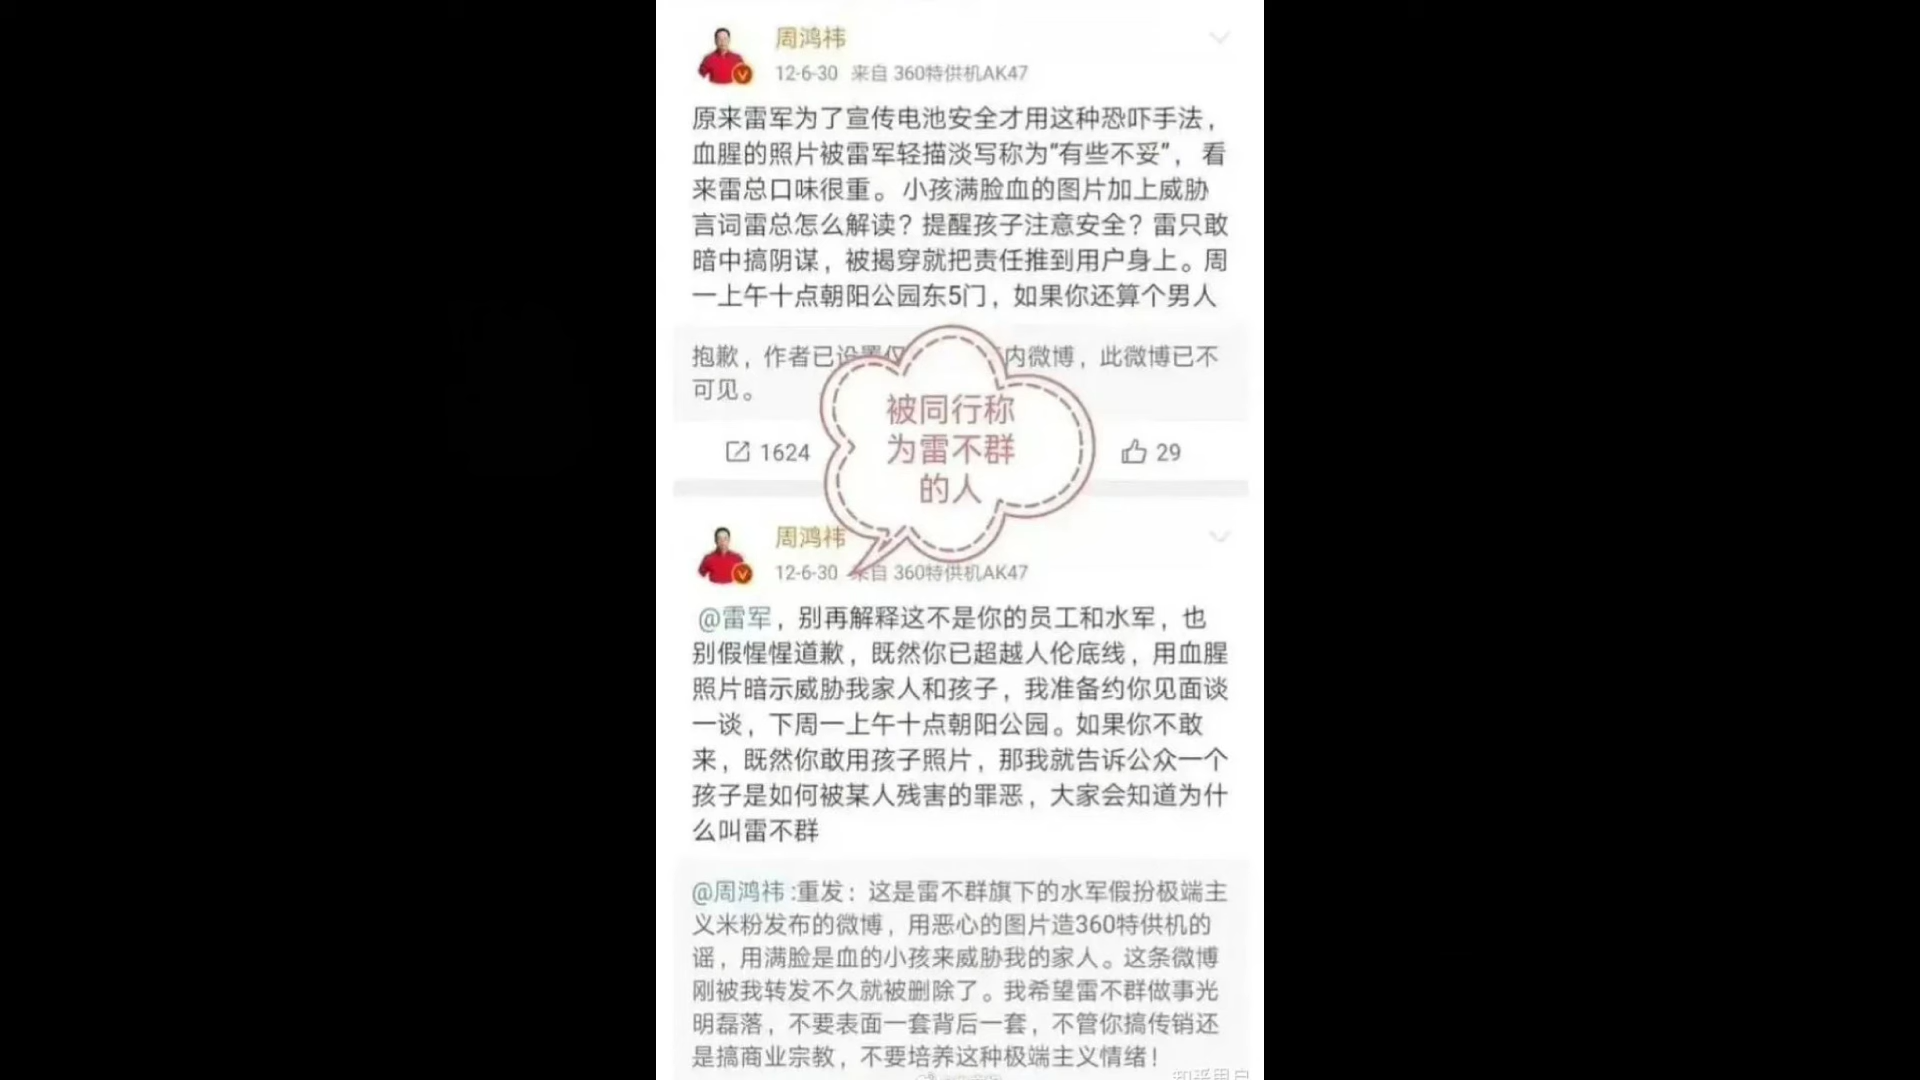 周鸿祎
12-6-30 来自 360特供机AK47
原来雷军为了宣传电池安全才用这种恐吓手法，
血腥的照片被雷军轻描淡写称为“有些不妥”，看
来雷总口味很重。小孩满脸血的图片加上威胁
言词雷总怎么解读？提醒孩子注意安全？雷只敢
暗中搞阴谋，被揭穿就把责任推到用户身上。周
一上午十点朝阳公园东5门，如果你还算个男人
抱歉，作者已设置仅 内微博，此微博已不
可见。
1624
29
被同行称
为雷不群
的人
周鸿祎
12-6-30 来自 360特供机AK47
@雷军，别再解释这不是你的员工和水军，也
别假惺惺道歉，既然你已超越人伦底线，用血腥
照片暗示威胁我家人和孩子，我准备约你见面谈
一谈，下周一上午十点朝阳公园。如果你不敢
来，既然你敢用孩子照片，那我就告诉公众一个
孩子是如何被某人残害的罪恶，大家会知道为什
么叫雷不群
@周鸿祎:重发：这是雷不群旗下的水军假扮极端主
义米粉发布的微博，用恶心的图片造360特供机的
谣，用满脸是血的小孩来威胁我的家人。这条微博
刚被我转发不久就被删除了。我希望雷不群做事光
明磊落，不要表面一套背后一套，不管你搞传销还
是搞商业宗教，不要培养这种极端主义情绪！